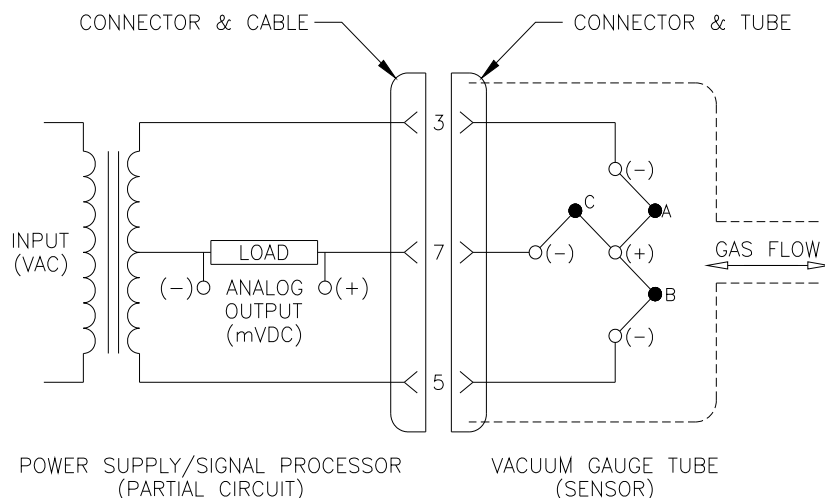 CONNECTOR & CABLE
CONNECTOR & TUBE
3
(-)
C
A
INPUT
(VAC)
LOAD
7
(-)
(+)
GAS FLOW
(-)
ANALOG
OUTPUT
(mVDC)
(+)
B
(-)
5
POWER SUPPLY/SIGNAL PROCESSOR
(PARTIAL CIRCUIT)
VACUUM GAUGE TUBE
(SENSOR)